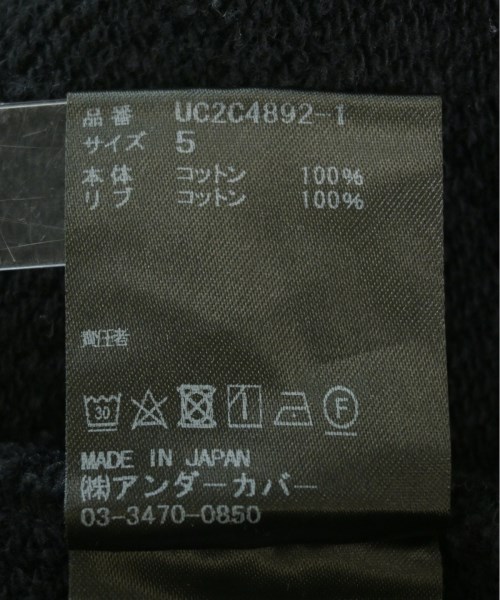 品番 UC2C4892-1
サイズ 5
本体 コットン 100%
リブ コットン 100%
責任者
30 F
MADE IN JAPAN
(株)アンダーカバー
03-3470-0850